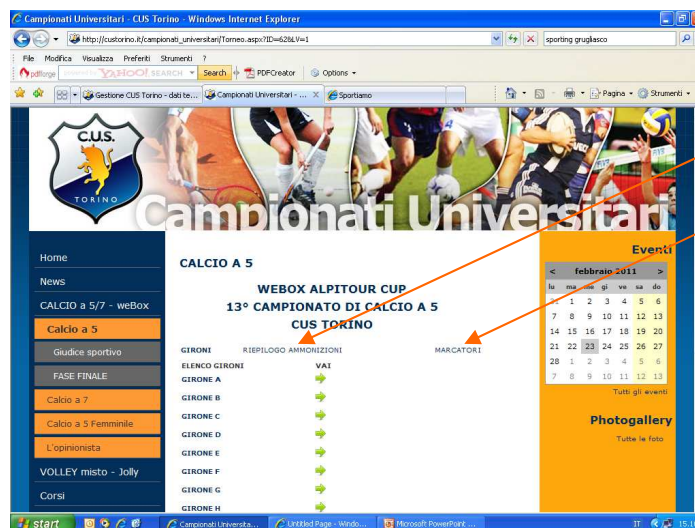 Campionati Universitari - CUS Torino - Windows Internet Explorer
http://custorino.it/campionati_universitari/Torneo.aspx?ID=62&LV=1
sporting grugliasco
File Modifica Visualizza Preferiti Strumenti ?
pdfforge YAHOO! SEARCH Search PDFCreator Options
Gestione CUS Torino - dati te... Campionati Universitari - ... X Sportiamo Pagina Strumenti
C.U.S.
TORINO
Campionati Universitari
Home
News
CALCIO a 5/7 - weBox
Calcio a 5
Giudice sportivo
FASE FINALE
Calcio a 7
Calcio a 5 Femminile
L'opinionista
VOLLEY misto - Jolly
Corsi
CALCIO A 5
WEBOX ALPITOUR CUP
13° CAMPIONATO DI CALCIO A 5
CUS TORINO
GIRONI RIEPILOGO AMMONIZIONI MARCATORI
ELENCO GIRONI VAI
GIRONE A
GIRONE B
GIRONE C
GIRONE D
GIRONE E
GIRONE F
GIRONE G
GIRONE H
Eventi
< febbraio 2011 >
lu ma me gi ve sa do
31 1 2 3 4 5 6
7 8 9 10 11 12 13
14 15 16 17 18 19 20
21 22 23 24 25 26 27
28 1 2 3 4 5 6
7 8 9 10 11 12 13
Tutti gli eventi
Photogallery
Tutte le foto
start Campionati Universita... Untitled Page - Windo... Microsoft PowerPoint ... IT